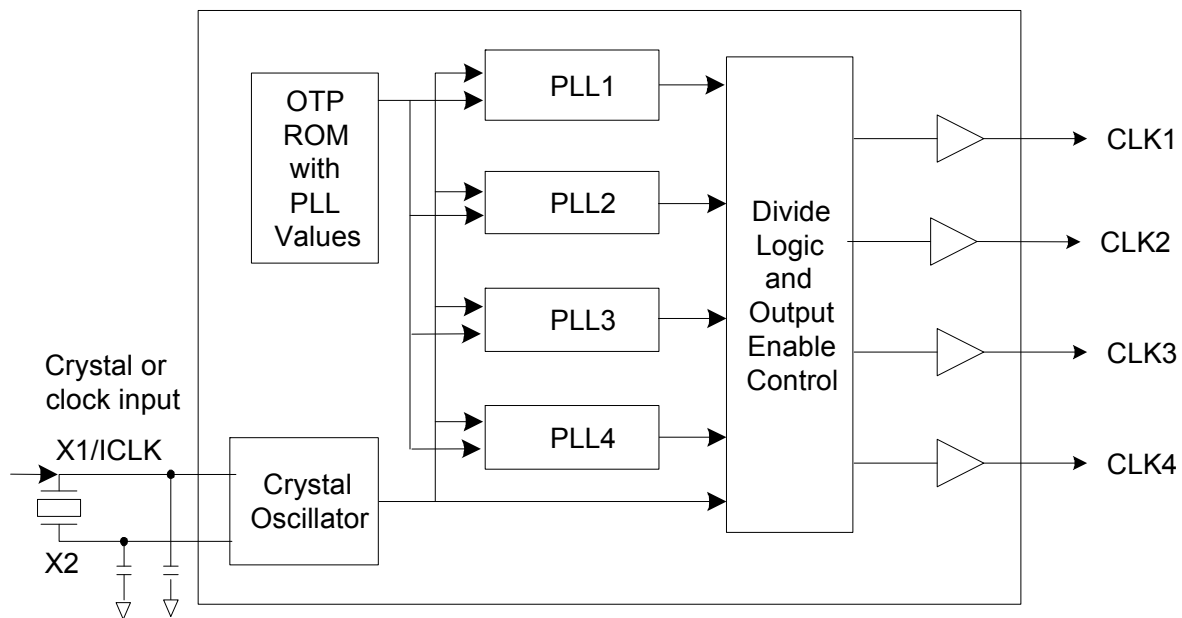 OTP
ROM
with
PLL
Values
PLL1
PLL2
PLL3
PLL4
Divide
Logic
and
Output
Enable
Control
CLK1
CLK2
CLK3
CLK4
Crystal or
clock input
X1/ICLK
X2
Crystal
Oscillator